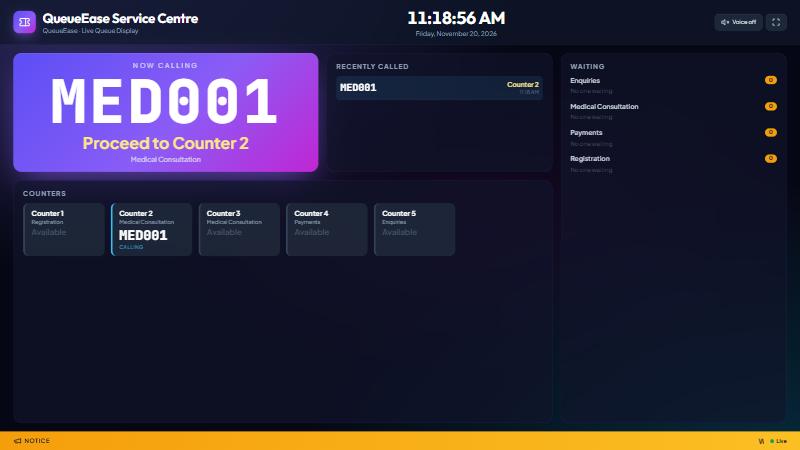 QueueEase Service Centre
QueueEase · Live Queue Display
11:18:56 AM
Friday, November 20, 2026
Voice off
NOW CALLING
MED001
Proceed to Counter 2
Medical Consultation
RECENTLY CALLED
MED001
Counter 2
11:18 AM
WAITING
Enquiries
0
No one waiting
Medical Consultation
0
No one waiting
Payments
0
No one waiting
Registration
0
No one waiting
COUNTERS
Counter 1
Registration
Available
Counter 2
Medical Consultation
MED001
CALLING
Counter 3
Medical Consultation
Available
Counter 4
Payments
Available
Counter 5
Enquiries
Available
NOTICE
Live